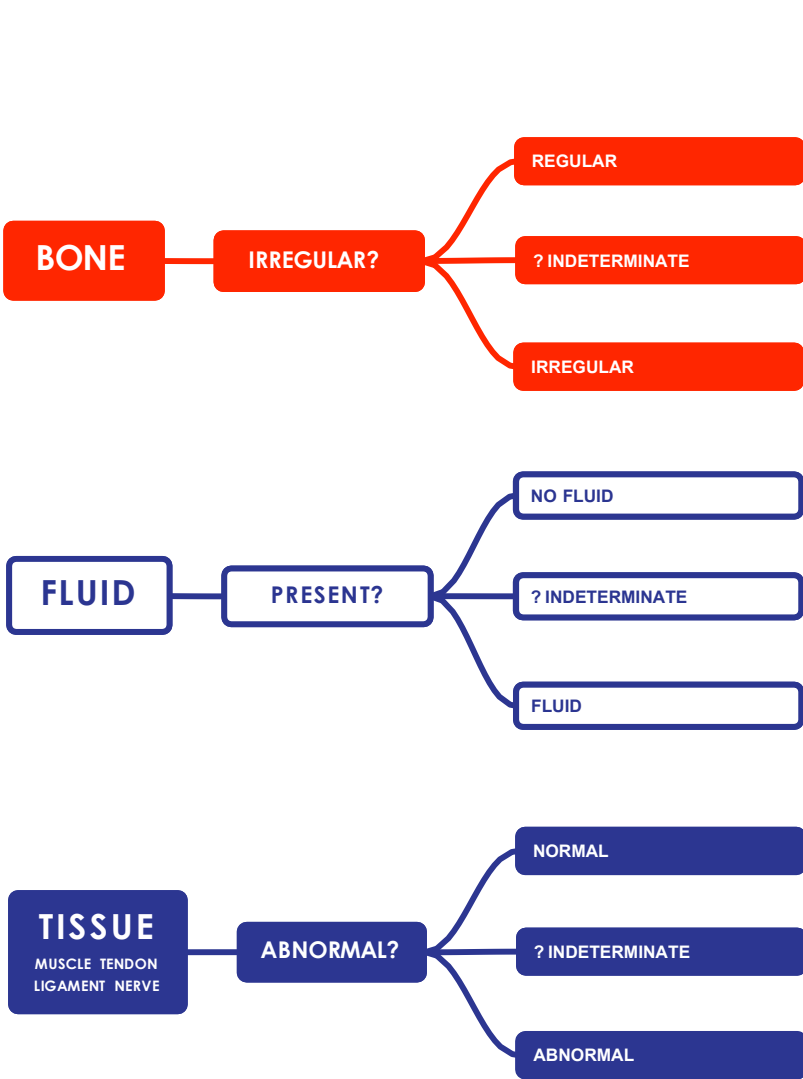 BONE
IRREGULAR?
REGULAR
? INDETERMINATE
IRREGULAR
FLUID
PRESENT?
NO FLUID
? INDETERMINATE
FLUID
TISSUE
MUSCLE TENDON
LIGAMENT NERVE
ABNORMAL?
NORMAL
? INDETERMINATE
ABNORMAL